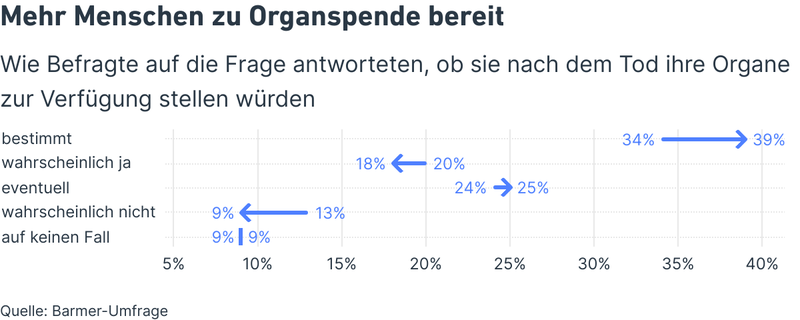 Mehr Menschen zu Organspende bereit
Wie Befragte auf die Frage antworteten, ob sie nach dem Tod ihre Organe
zur Verfügung stellen würden
bestimmt 34% 39%
wahrscheinlich ja 18% 20%
eventuell 24% 25%
wahrscheinlich nicht 9% 13%
auf keinen Fall 9% 9%
5% 10% 15% 20% 25% 30% 35% 40%
Quelle: Barmer-Umfrage